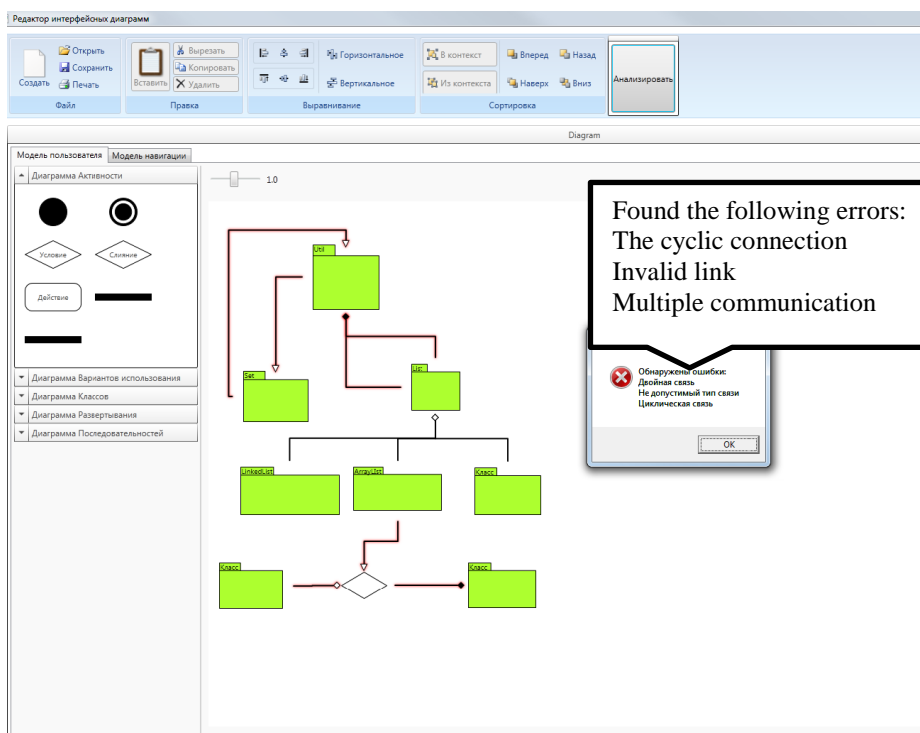 Редактор интерфейсных диаграмм
Создать
Открыть
Сохранить
Печать
Файл
Вставить
Вырезать
Копировать
Удалить
Правка
Горизонтальное
Вертикальное
Выравнивание
В контекст
Из контекста
Вперед
Назад
Наверх
Вниз
Сортировка
Анализировать
Diagram
Модель пользователя
Модель навигации
Диаграмма Активности
Условие
Слияние
Действие
Диаграмма Вариантов использования
Диаграмма Классов
Диаграмма Развертывания
Диаграмма Последовательностей
1.0
Util
Set
List
LinkedList
ArrayLIst
Класс
Класс
Класс
Found the following errors:
The cyclic connection
Invalid link
Multiple communication
Обнаружены ошибки:
Двойная связь
Не допустимый тип связи
Циклическая связь
OK